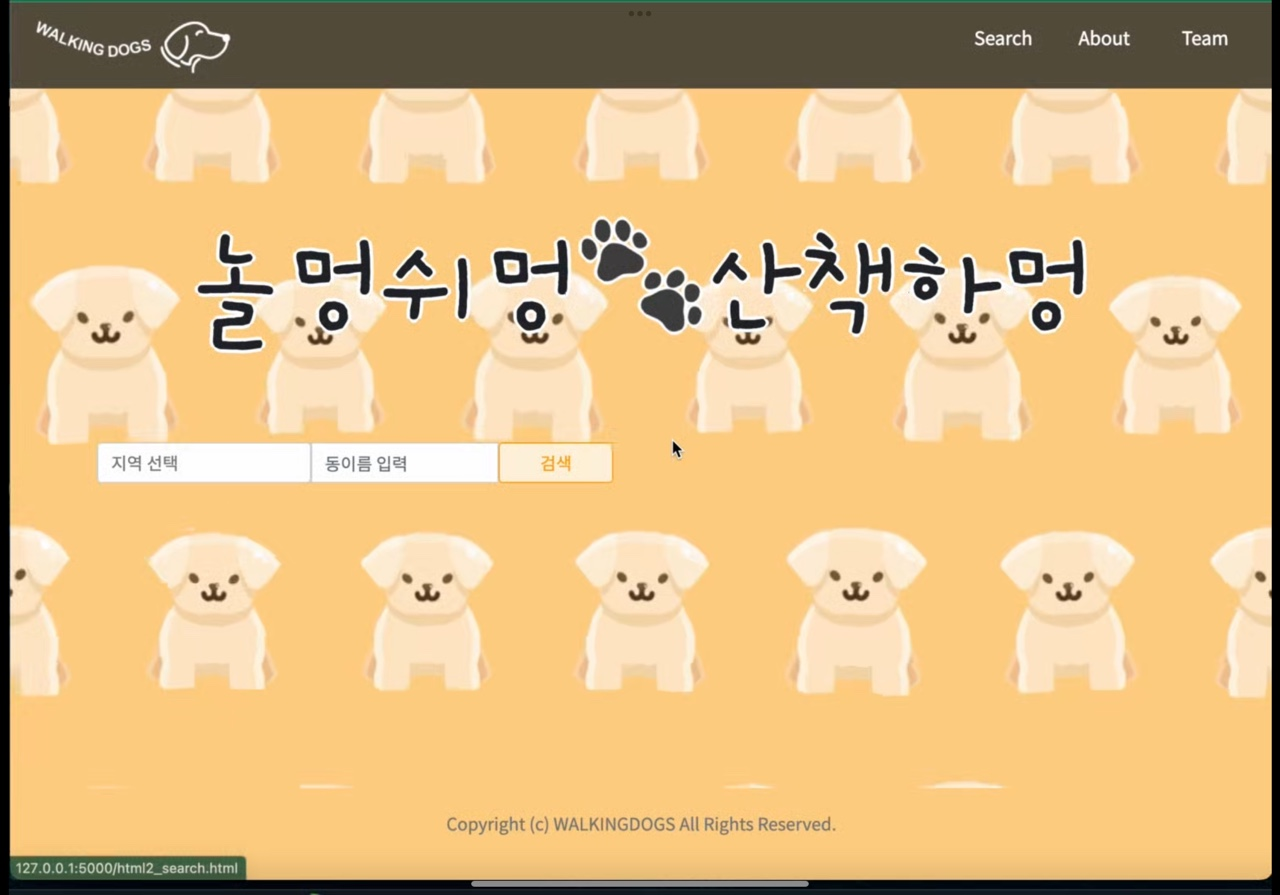 WALKING DOGS
Search About Team
놀멍쉬멍 산책하멍
지역 선택 동이름 입력 검색
Copyright (c) WALKINGDOGS All Rights Reserved.
127.0.0.1:5000/html2_search.html